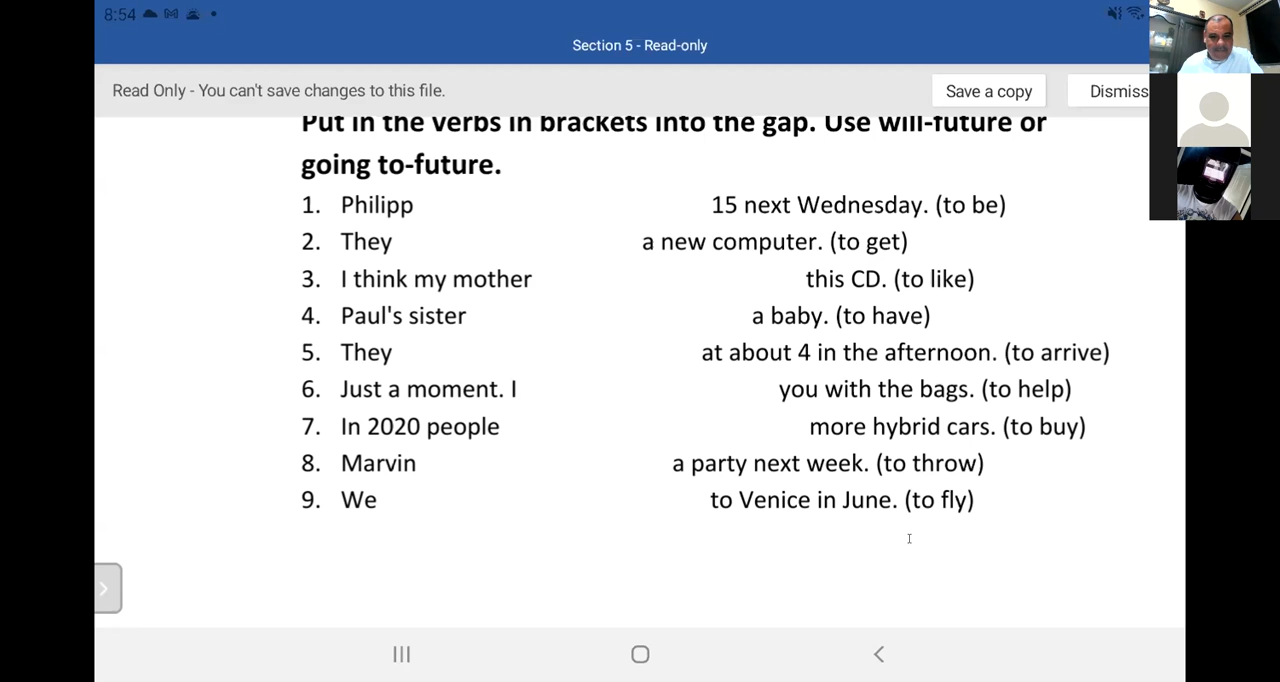 8:54
Section 5 - Read-only
Read Only - You can't save changes to this file.
Save a copy
Dismiss
Put in the verbs in brackets into the gap. Use will-future or
going to-future.
1. Philipp 15 next Wednesday. (to be)
2. They a new computer. (to get)
3. I think my mother this CD. (to like)
4. Paul's sister a baby. (to have)
5. They at about 4 in the afternoon. (to arrive)
6. Just a moment. I you with the bags. (to help)
7. In 2020 people more hybrid cars. (to buy)
8. Marvin a party next week. (to throw)
9. We to Venice in June. (to fly)